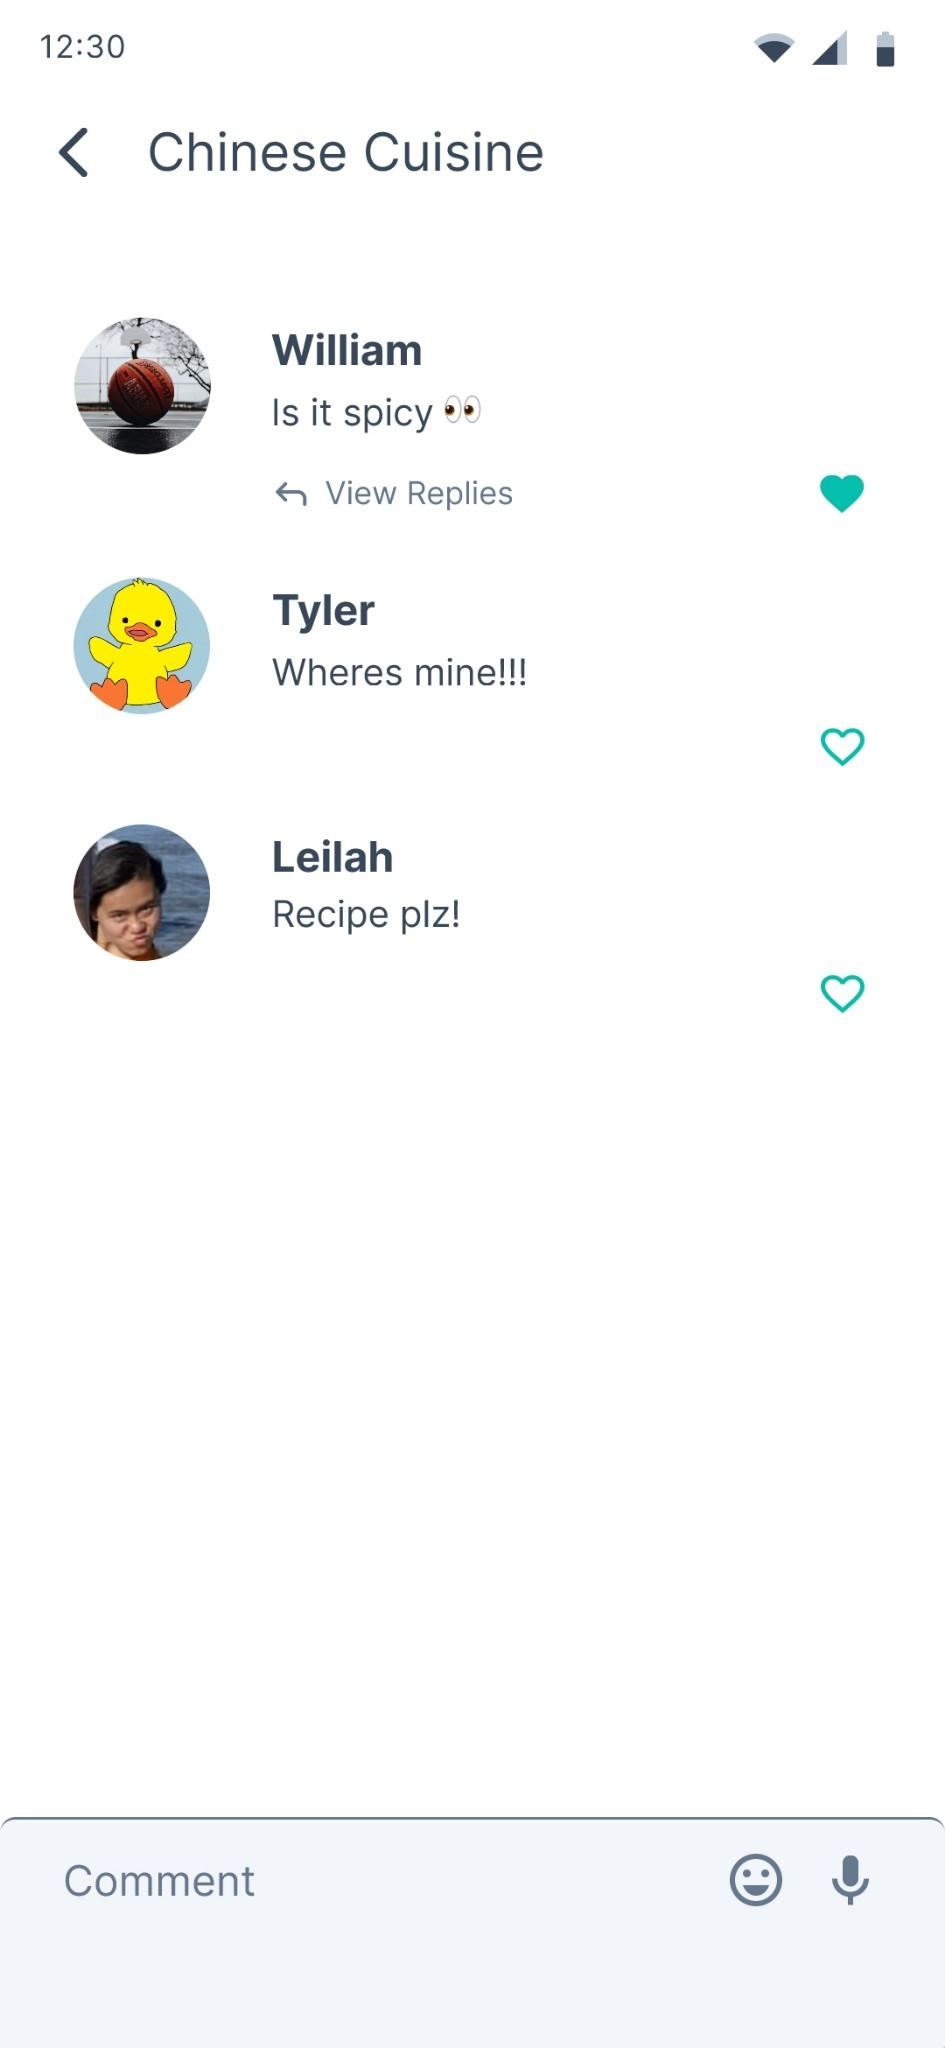 12:30
Chinese Cuisine
William
Is it spicy 👀
View Replies
Tyler
Wheres mine!!!
Leilah
Recipe plz!
Comment